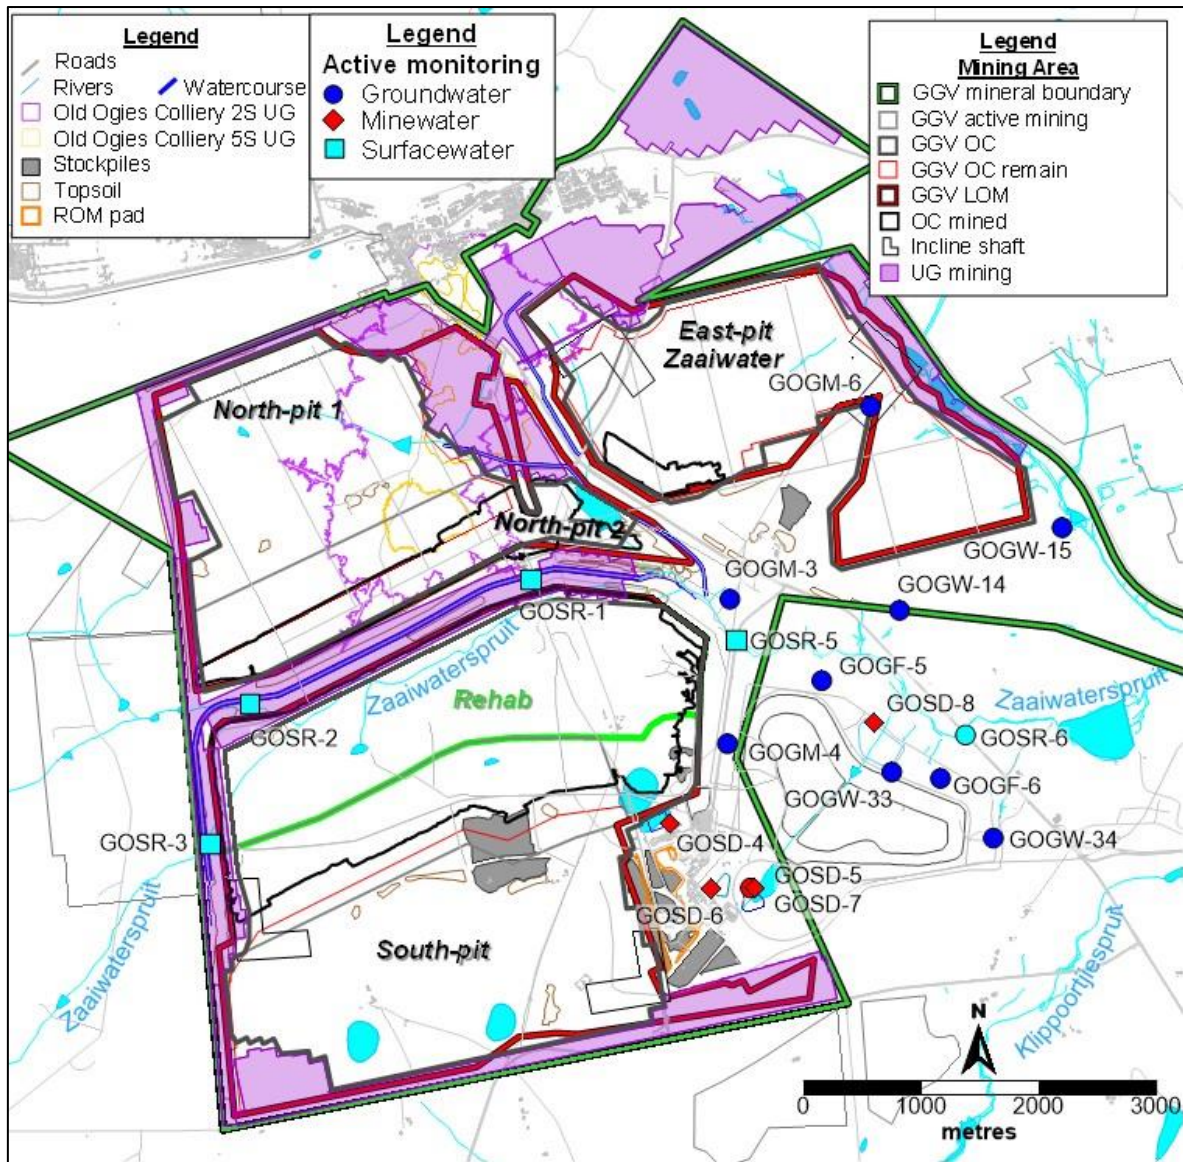 Legend
Roads
Rivers
Watercourse
Old Ogies Colliery 2S UG
Old Ogies Colliery 5S UG
Stockpiles
Topsoil
ROM pad
Legend
Active monitoring
Groundwater
Minewater
Surfacewater
Legend
Mining Area
GGV mineral boundary
GGV active mining
GGV OC
GGV OC remain
GGV LOM
OC mined
Incline shaft
UG mining
East-pit
Zaaiwater
GOGM-6
North-pit 1
North-pit 2
GOGW-15
GOGM-3
GOGW-14
GOSR-1
GOSR-5
Zaaiwaterspruit
GOGF-5
Rehab
GOSD-8
Zaaiwaterspruit
GOSR-2
GOSR-6
GOGM-4
GOGW-33
GOGF-6
GOSR-3
GOSD-4
GOGW-34
GOSD-5
GOSD-6
GOSD-7
South-pit
Zaaiwaterspruit
Klippoortjiespruit
N
0 1000 2000 3000
metres